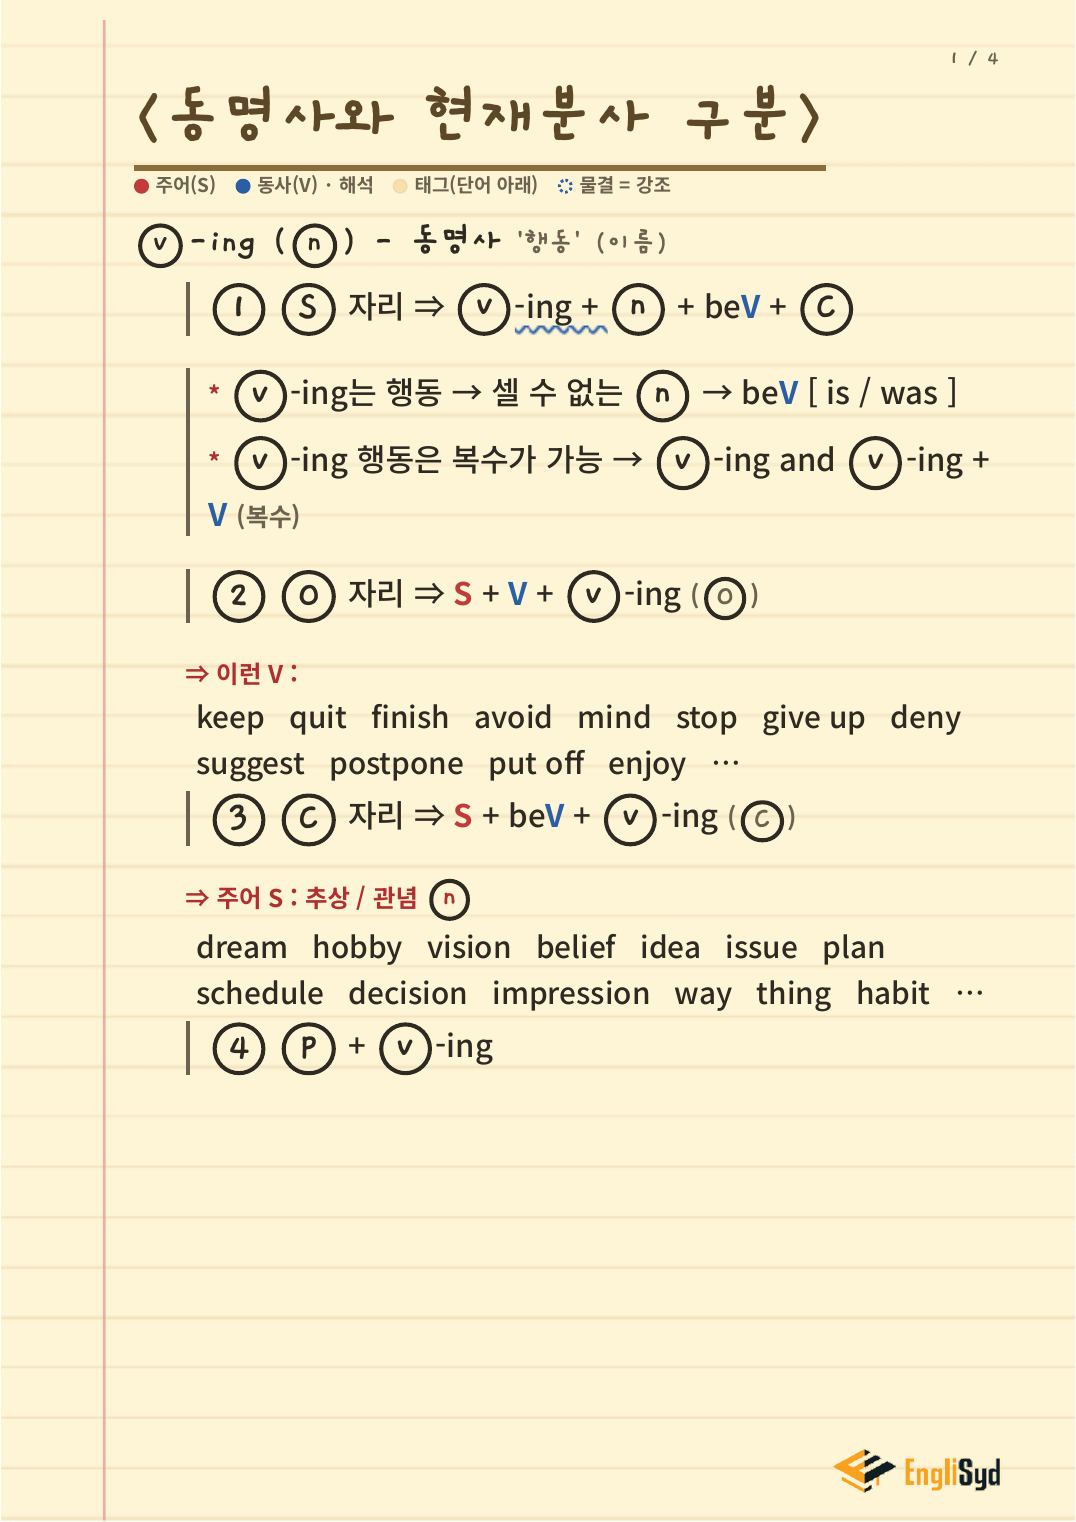 1 / 4
<동명사와 현재분사 구분>
주어(S) 동사(V) · 해석 태그(단어 아래) 물결 = 강조
v -ing ( n ) - 동명사 '행동' (이름)
1 S 자리 ⇒ v -ing + n + beV + C
* v -ing는 행동 → 셀 수 없는 n → beV [ is / was ]
* v -ing 행동은 복수가 가능 → v -ing and v -ing +
V (복수)
2 O 자리 ⇒ S + V + v -ing ( O )
⇒ 이런 V :
keep quit finish avoid mind stop give up deny
suggest postpone put off enjoy ⋯
3 C 자리 ⇒ S + beV + v -ing ( C )
⇒ 주어 S : 추상 / 관념 n
dream hobby vision belief idea issue plan
schedule decision impression way thing habit ⋯
4 P + v -ing
EngliSyd